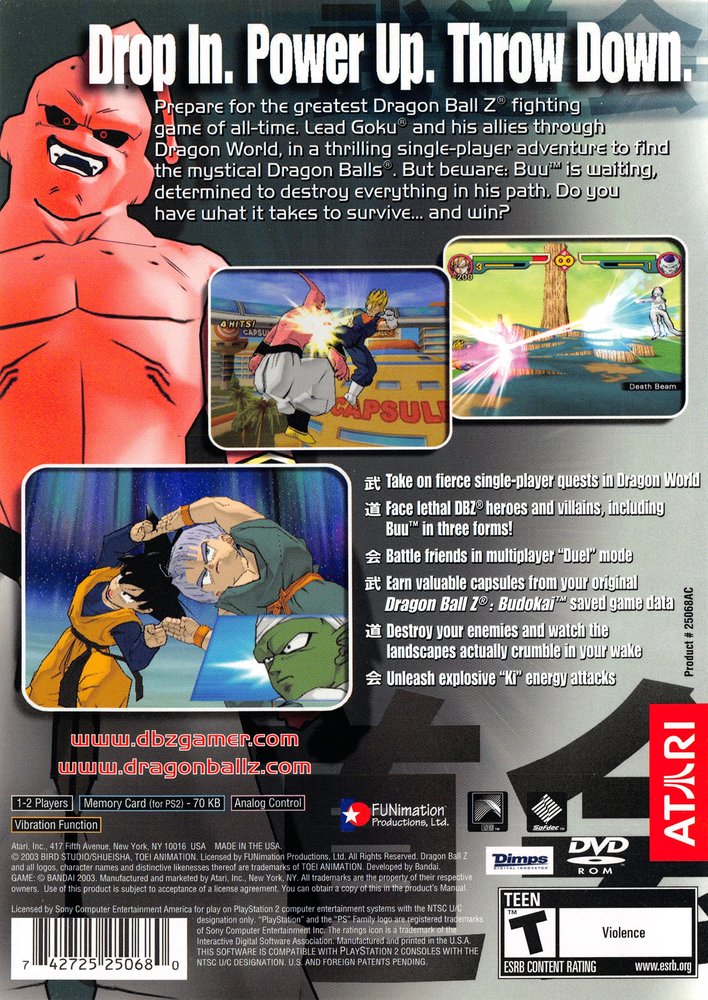 Drop In. Power Up. Throw Down.
Prepare for the greatest Dragon Ball Z® fighting
game of all-time. Lead Goku® and his allies through
Dragon World, in a thrilling single-player adventure to find
the mystical Dragon Balls®. But beware: Buu™ is waiting,
determined to destroy everything in his path. Do you
have what it takes to survive... and win?
4 HITS!
CAPSU
CAPSUL
3
200
1
Death Beam
武 Take on fierce single-player quests in Dragon World
道 Face lethal DBZ® heroes and villains, including
Buu™ in three forms!
会 Battle friends in multiplayer "Duel" mode
武 Earn valuable capsules from your original
Dragon Ball Z®: Budokai™ saved game data
道 Destroy your enemies and watch the
landscapes actually crumble in your wake
会 Unleash explosive "Ki" energy attacks
Product # 25068AC
www.dbzgamer.com
www.dragonballz.com
ATARI
1-2 Players
Memory Card (for PS2) - 70 KB
Analog Control
Vibration Function
FUNimation®
Productions, Ltd.
Sofdec™
Dimps
DIGITAL INNOVATOR
DVD
ROM
Atari, Inc., 417 Fifth Avenue, New York, NY 10016 USA MADE IN THE USA.
© 2003 BIRD STUDIO/SHUEISHA, TOEI ANIMATION. Licensed by FUNimation Productions, Ltd. All Rights Reserved. Dragon Ball Z
and all logos, character names and distinctive likenesses thereof are trademarks of TOEI ANIMATION. Developed by Bandai.
GAME: © BANDAI 2003. Manufactured and marketed by Atari, Inc., New York, NY. All trademarks are the property of their respective
owners. Use of this product is subject to acceptance of a license agreement. You can obtain a copy of this in the product's Manual.
Licensed by Sony Computer Entertainment America for play on PlayStation 2 computer entertainment systems with the NTSC U/C
designation only. "PlayStation" and the "PS" Family logo are registered trademarks
of Sony Computer Entertainment Inc. The ratings icon is a trademark of the
Interactive Digital Software Association. Manufactured and printed in the U.S.A.
THIS SOFTWARE IS COMPATIBLE WITH PLAYSTATION 2 CONSOLES WITH THE
NTSC U/C DESIGNATION. U.S. AND FOREIGN PATENTS PENDING.
7 42725 25068 0
TEEN
T
Violence
ESRB CONTENT RATING www.esrb.org